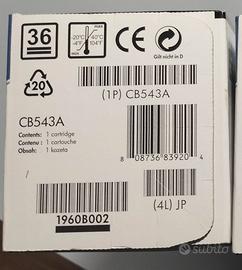 36
-20°C
-4°F
40°C
104°F
CE
Gilt nicht in D
20
(1P) CB543A
CB543A
Contents: 1 cartridge
Contenu: 1 cartouche
Obsah: 1 kazeta
8 08736 83920 4
(4L) JP
1960B002
subito